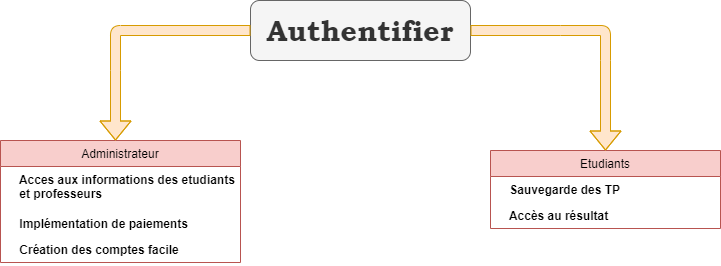 Authentifier
Administrateur
Acces aux informations des etudiants
et professeurs
Implémentation de paiements
Création des comptes facile
Etudiants
Sauvegarde des TP
Accès au résultat